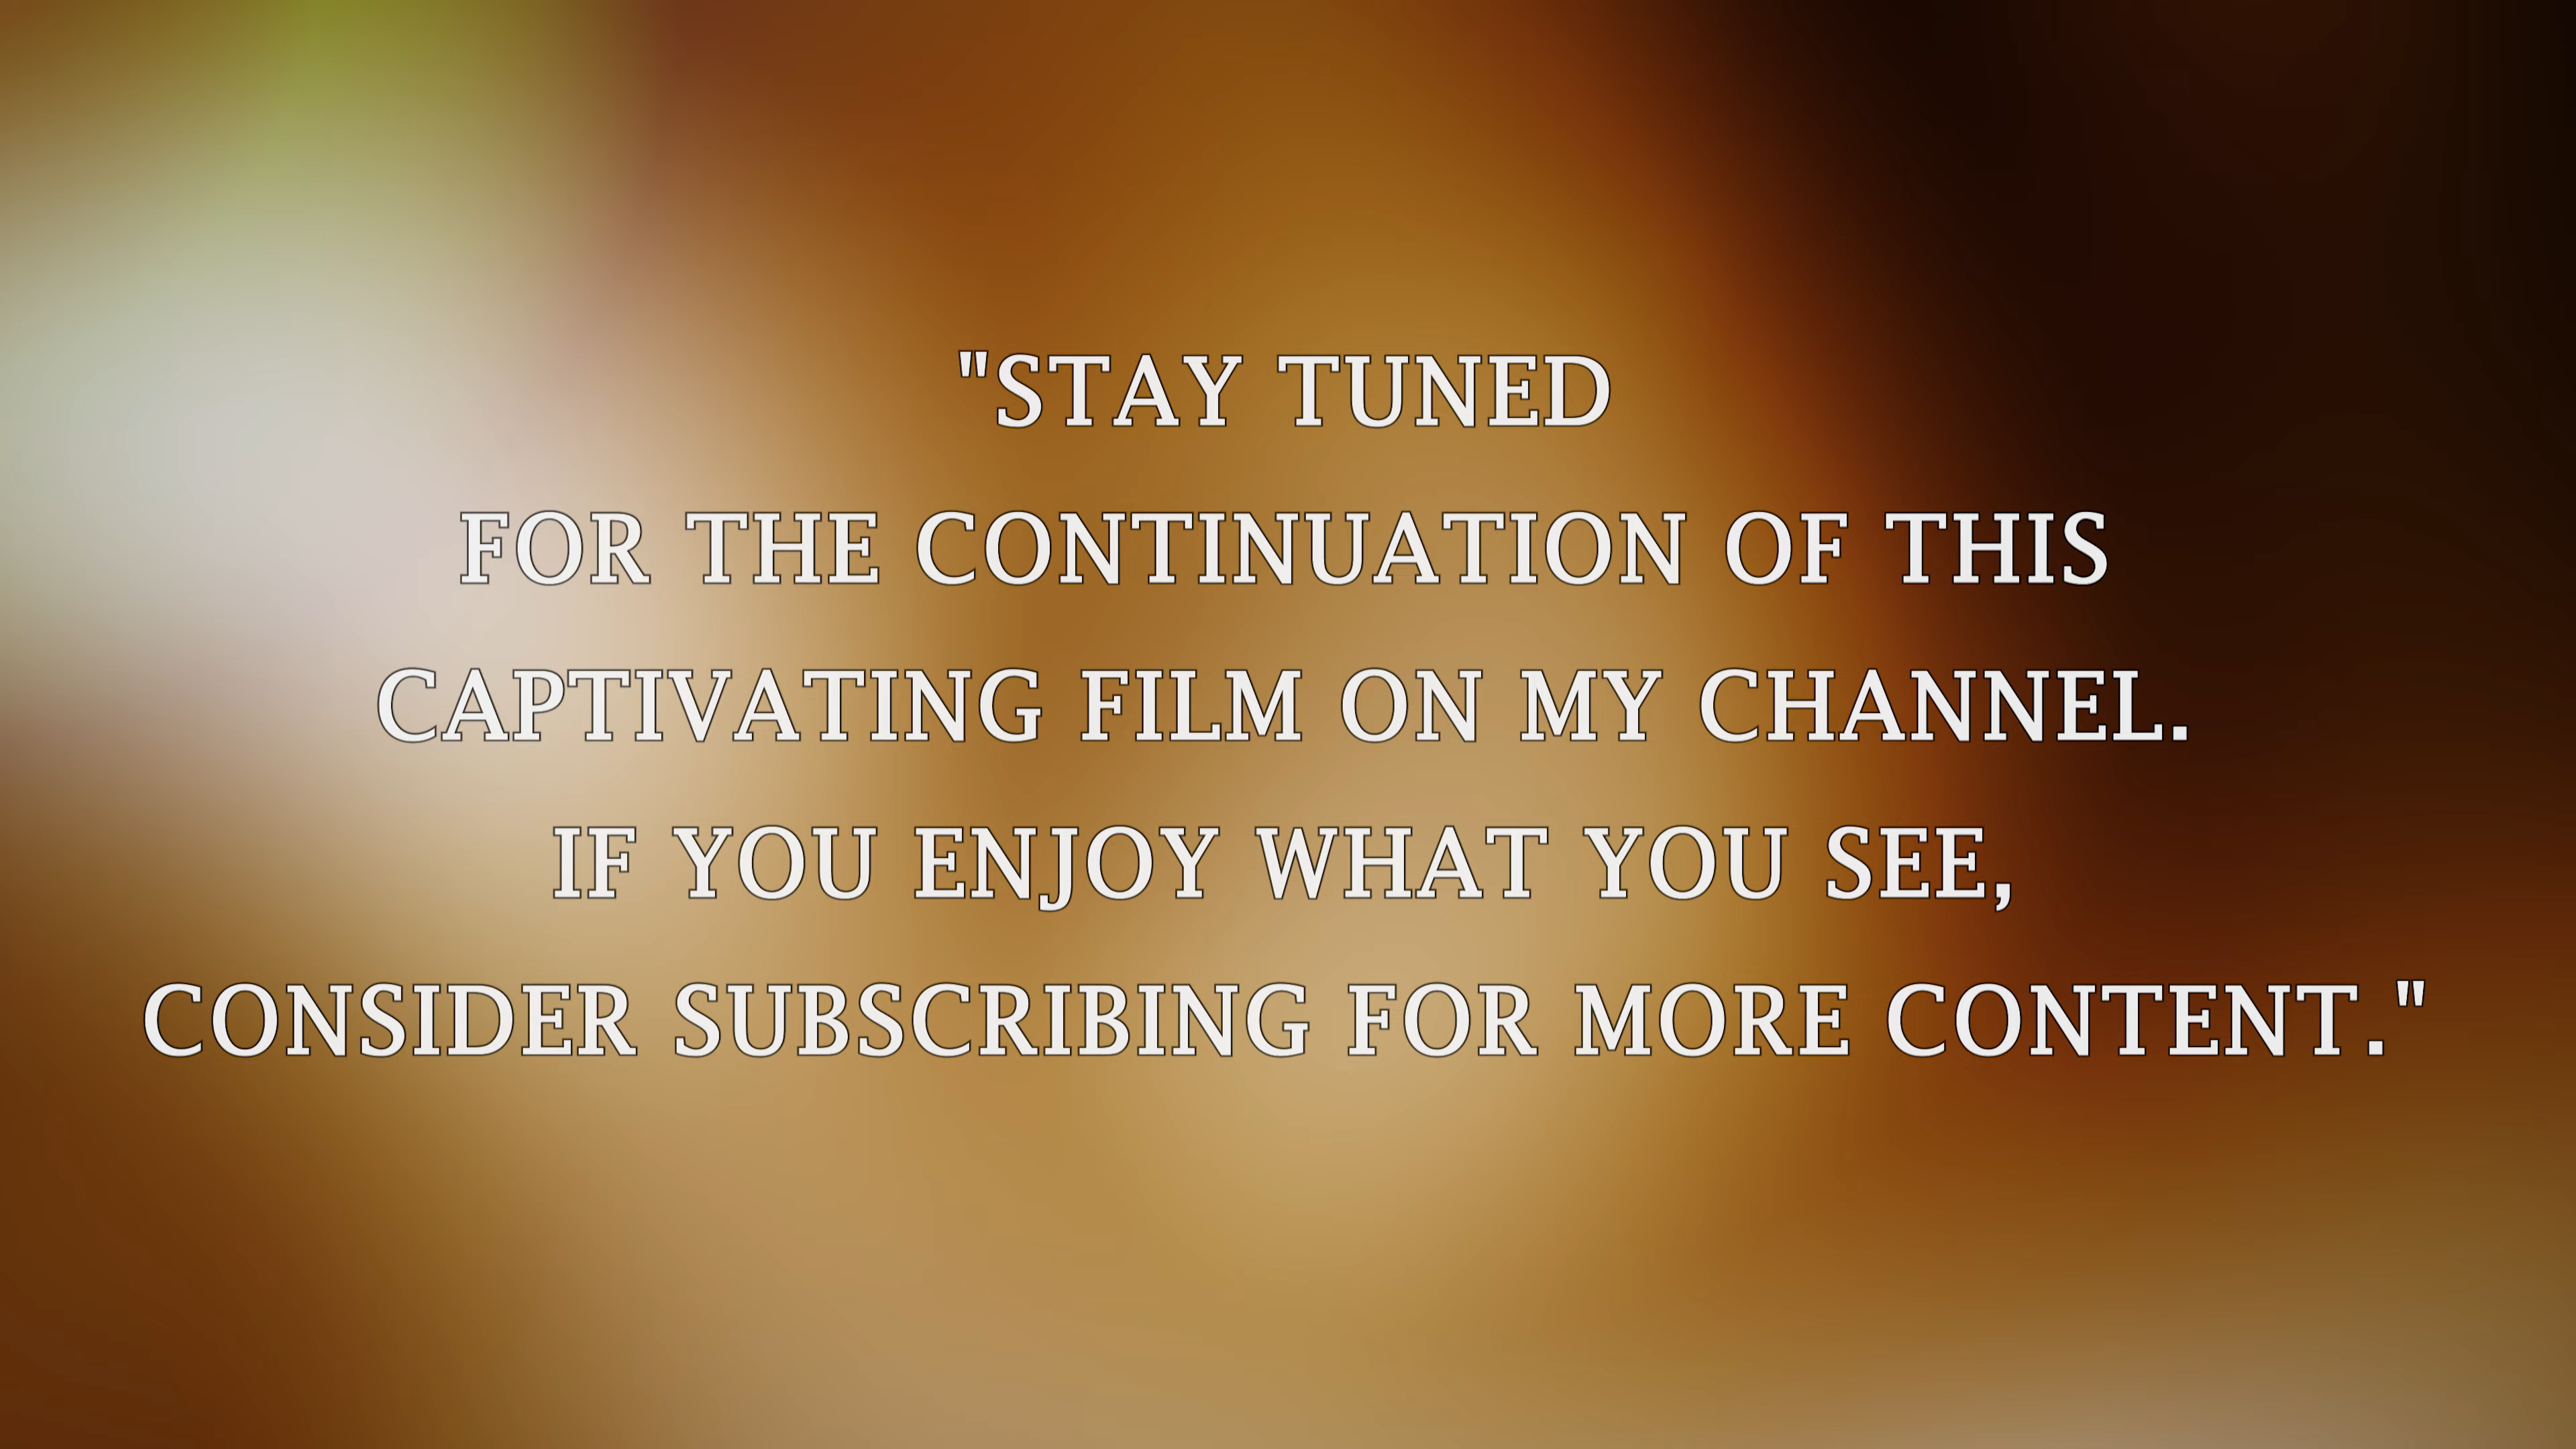 "STAY TUNED
FOR THE CONTINUATION OF THIS
CAPTIVATING FILM ON MY CHANNEL.
IF YOU ENJOY WHAT YOU SEE,
CONSIDER SUBSCRIBING FOR MORE CONTENT."